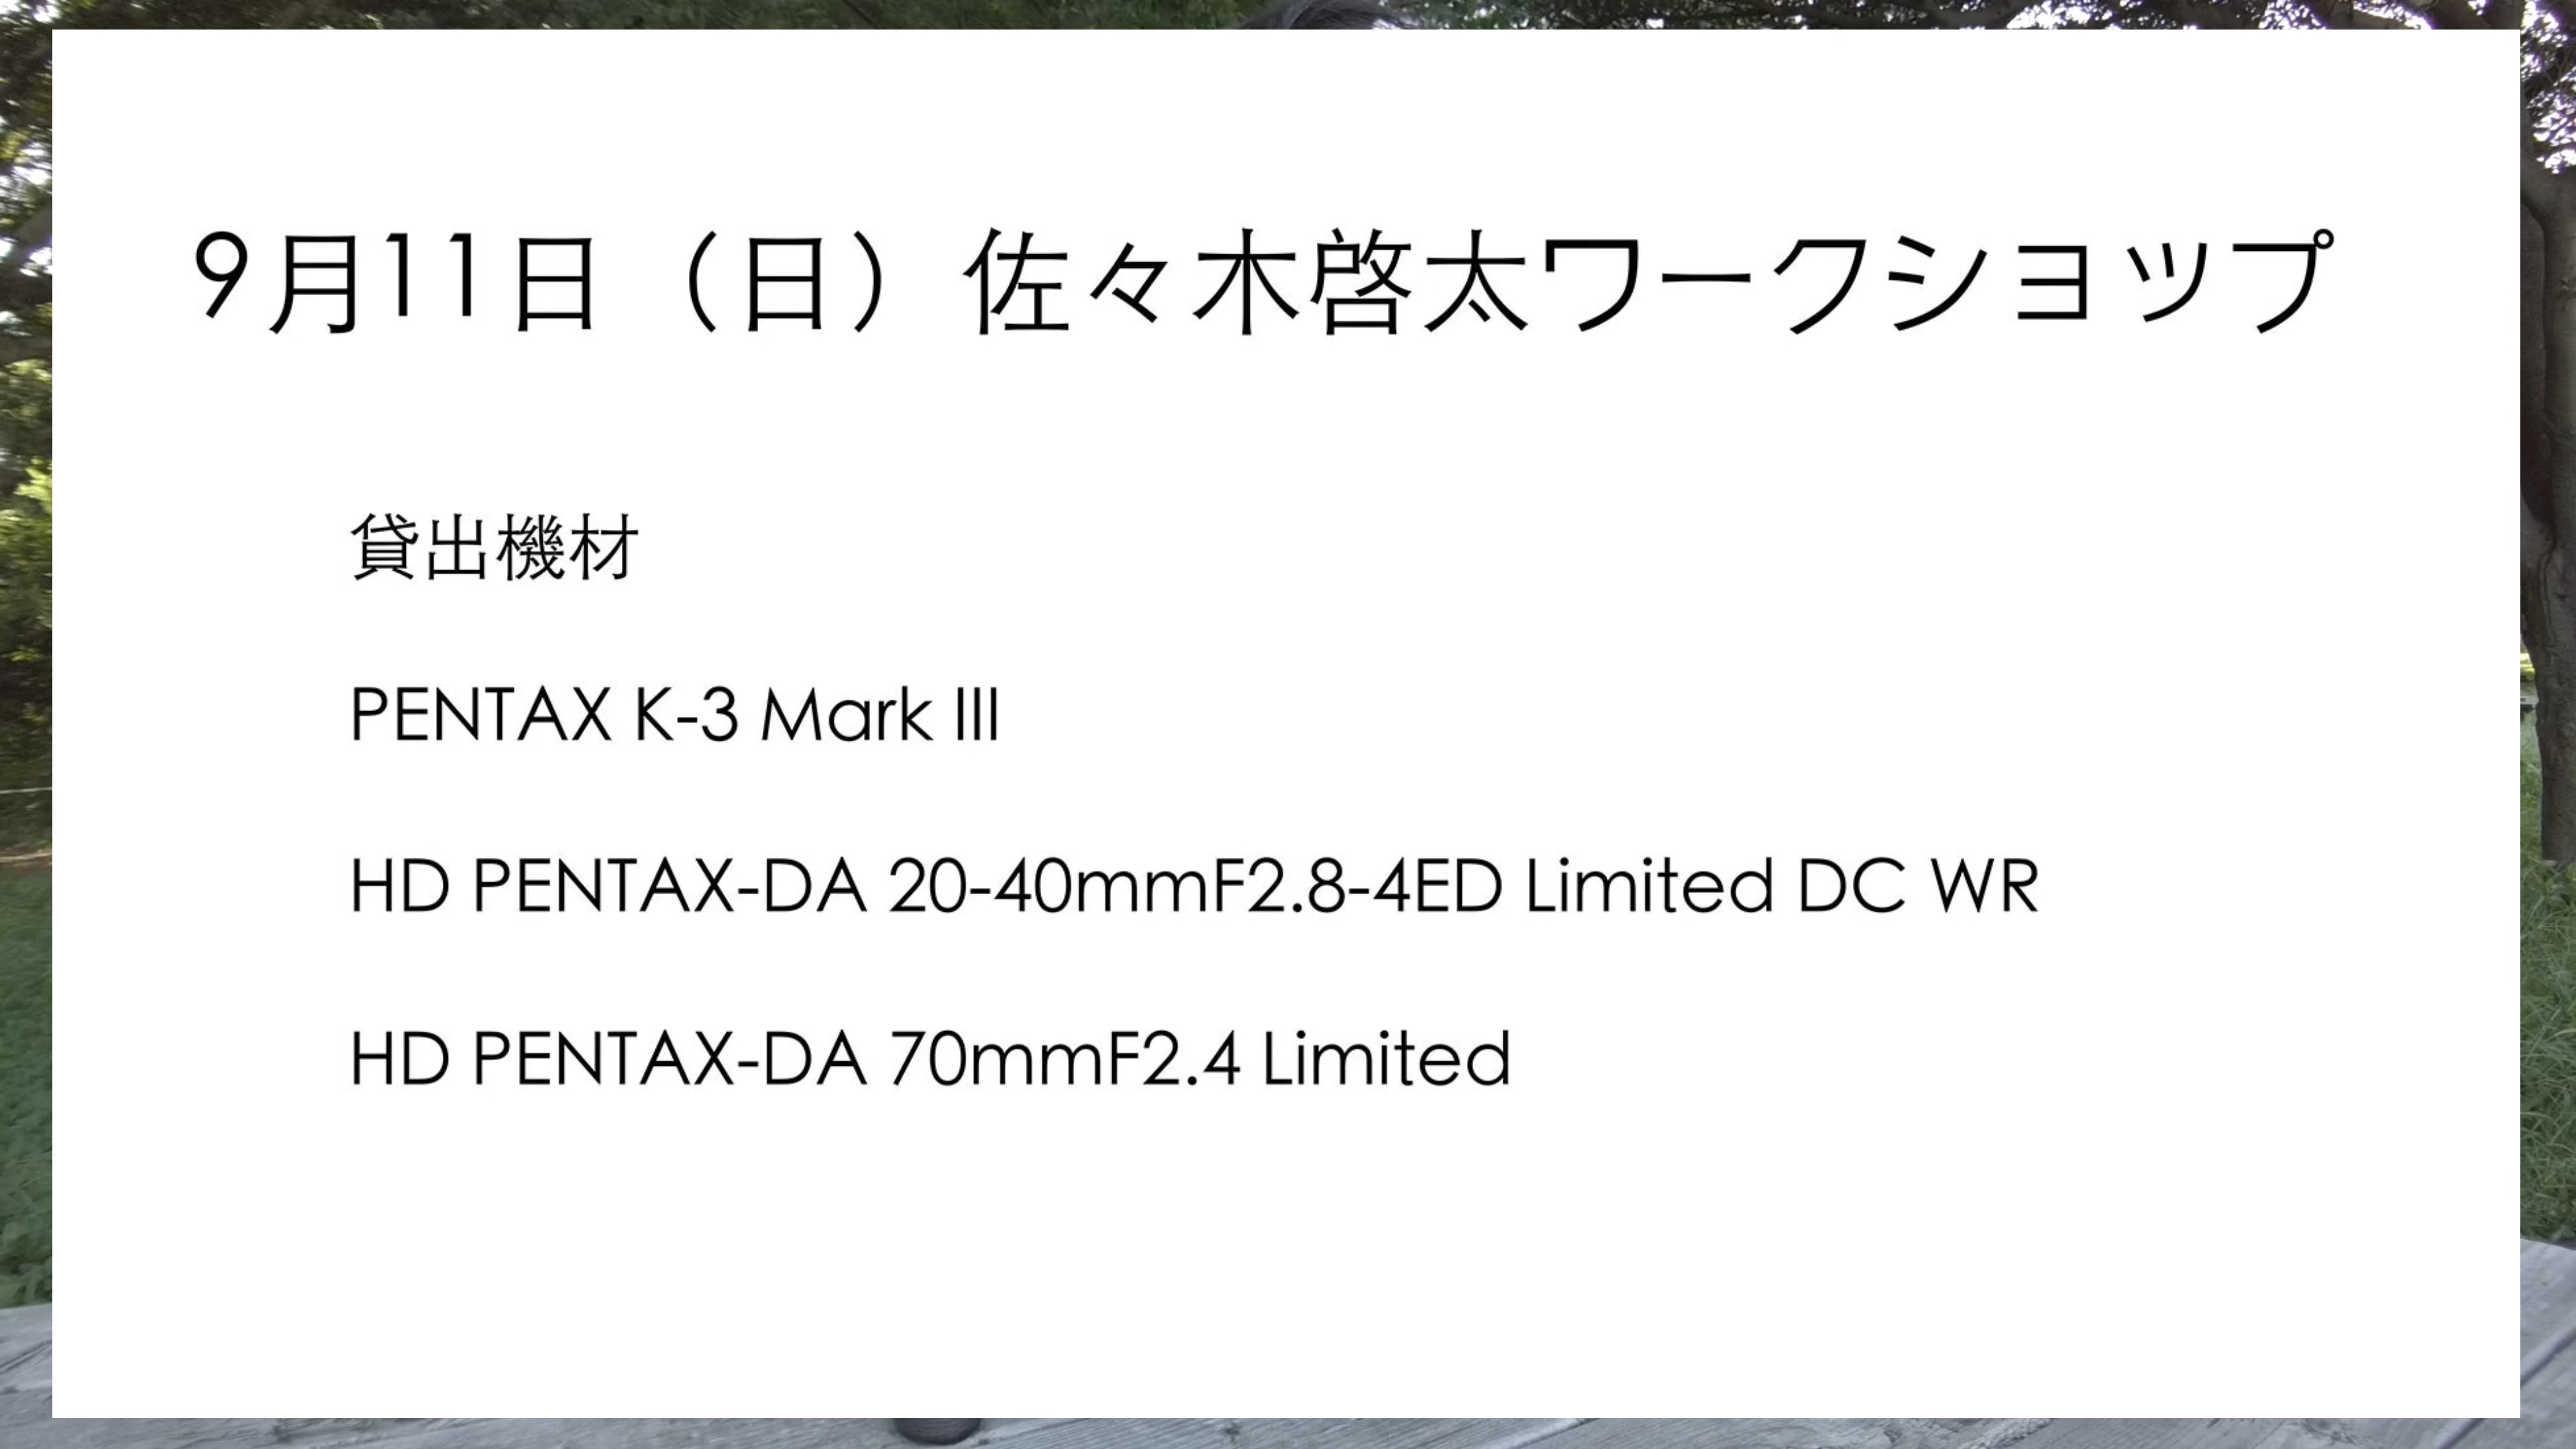 9月11日（日）佐々木啓太ワークショップ
貸出機材
PENTAX K-3 Mark III
HD PENTAX-DA 20-40mmF2.8-4ED Limited DC WR
HD PENTAX-DA 70mmF2.4 Limited